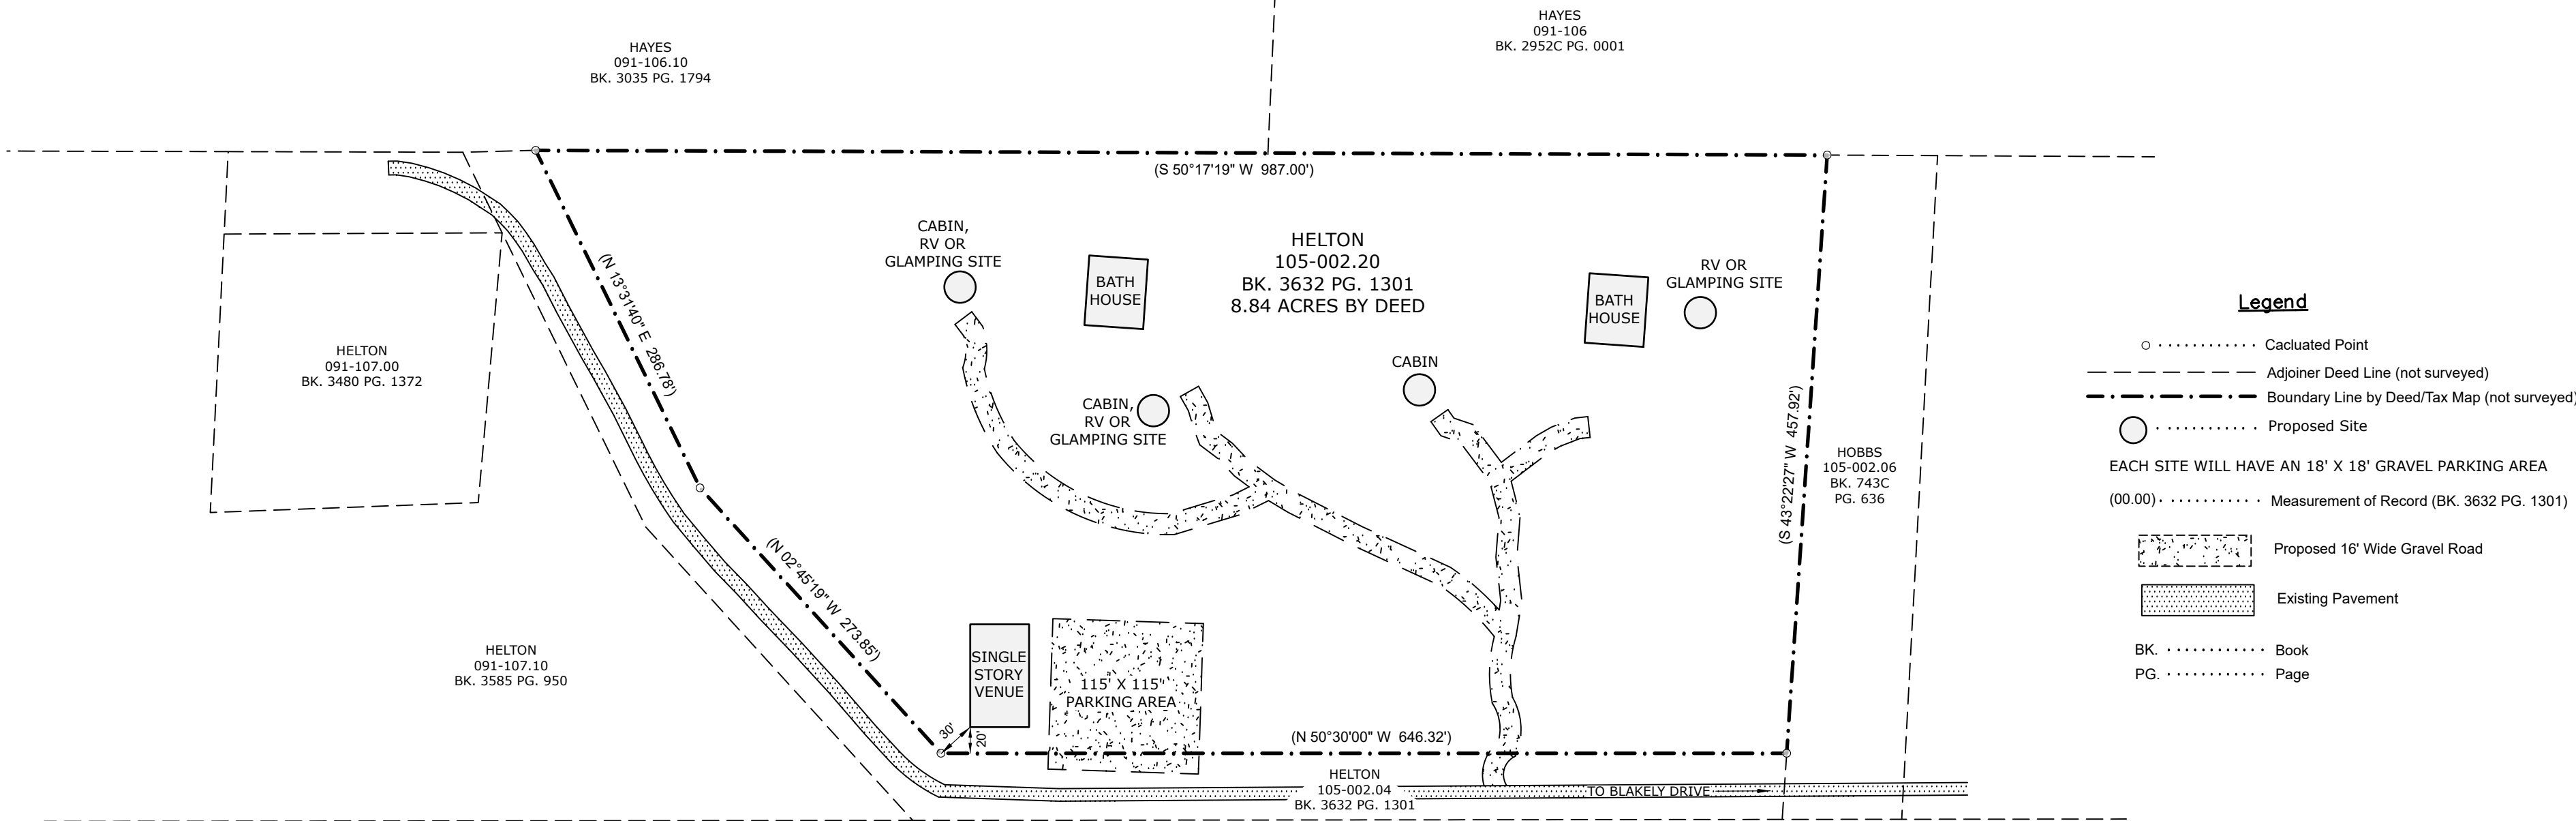 HAYES
091-106.10
BK. 3035 PG. 1794
HAYES
091-106
BK. 2952C PG. 0001
(S 50°17'19" W 987.00')
CABIN,
RV OR
GLAMPING SITE
BATH
HOUSE
HELTON
105-002.20
BK. 3632 PG. 1301
8.84 ACRES BY DEED
BATH
HOUSE
RV OR
GLAMPING SITE
(N 13°31'40" E 286.78')
HELTON
091-107.00
BK. 3480 PG. 1372
CABIN
CABIN,
RV OR
GLAMPING SITE
(S 43°22'27" W 457.92')
HOBBS
105-002.06
BK. 743C
PG. 636
(N 02°45'19" W 273.85')
HELTON
091-107.10
BK. 3585 PG. 950
SINGLE
STORY
VENUE
115' X 115'
PARKING AREA
30'
20'
(N 50°30'00" W 646.32')
HELTON
105-002.04
BK. 3632 PG. 1301
TO BLAKELY DRIVE
Legend
Cacluated Point
Adjoiner Deed Line (not surveyed)
Boundary Line by Deed/Tax Map (not surveyed)
Proposed Site
EACH SITE WILL HAVE AN 18' X 18' GRAVEL PARKING AREA
(00.00) Measurement of Record (BK. 3632 PG. 1301)
Proposed 16' Wide Gravel Road
Existing Pavement
BK. Book
PG. Page